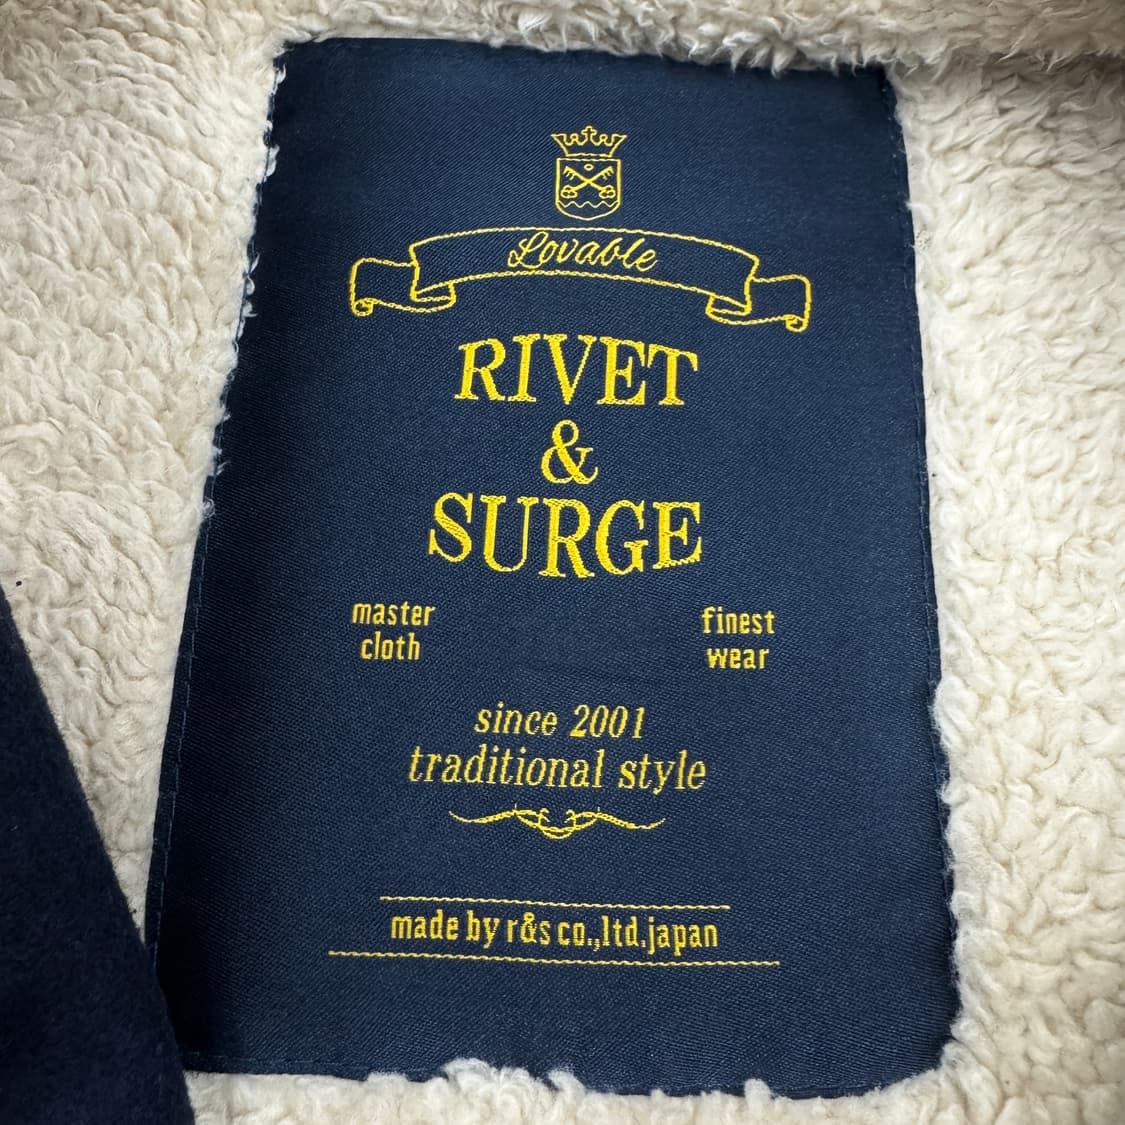 Lovable
RIVET
&
SURGE
master
cloth
finest
wear
since 2001
traditional style
made by r&s co.,ltd.japan